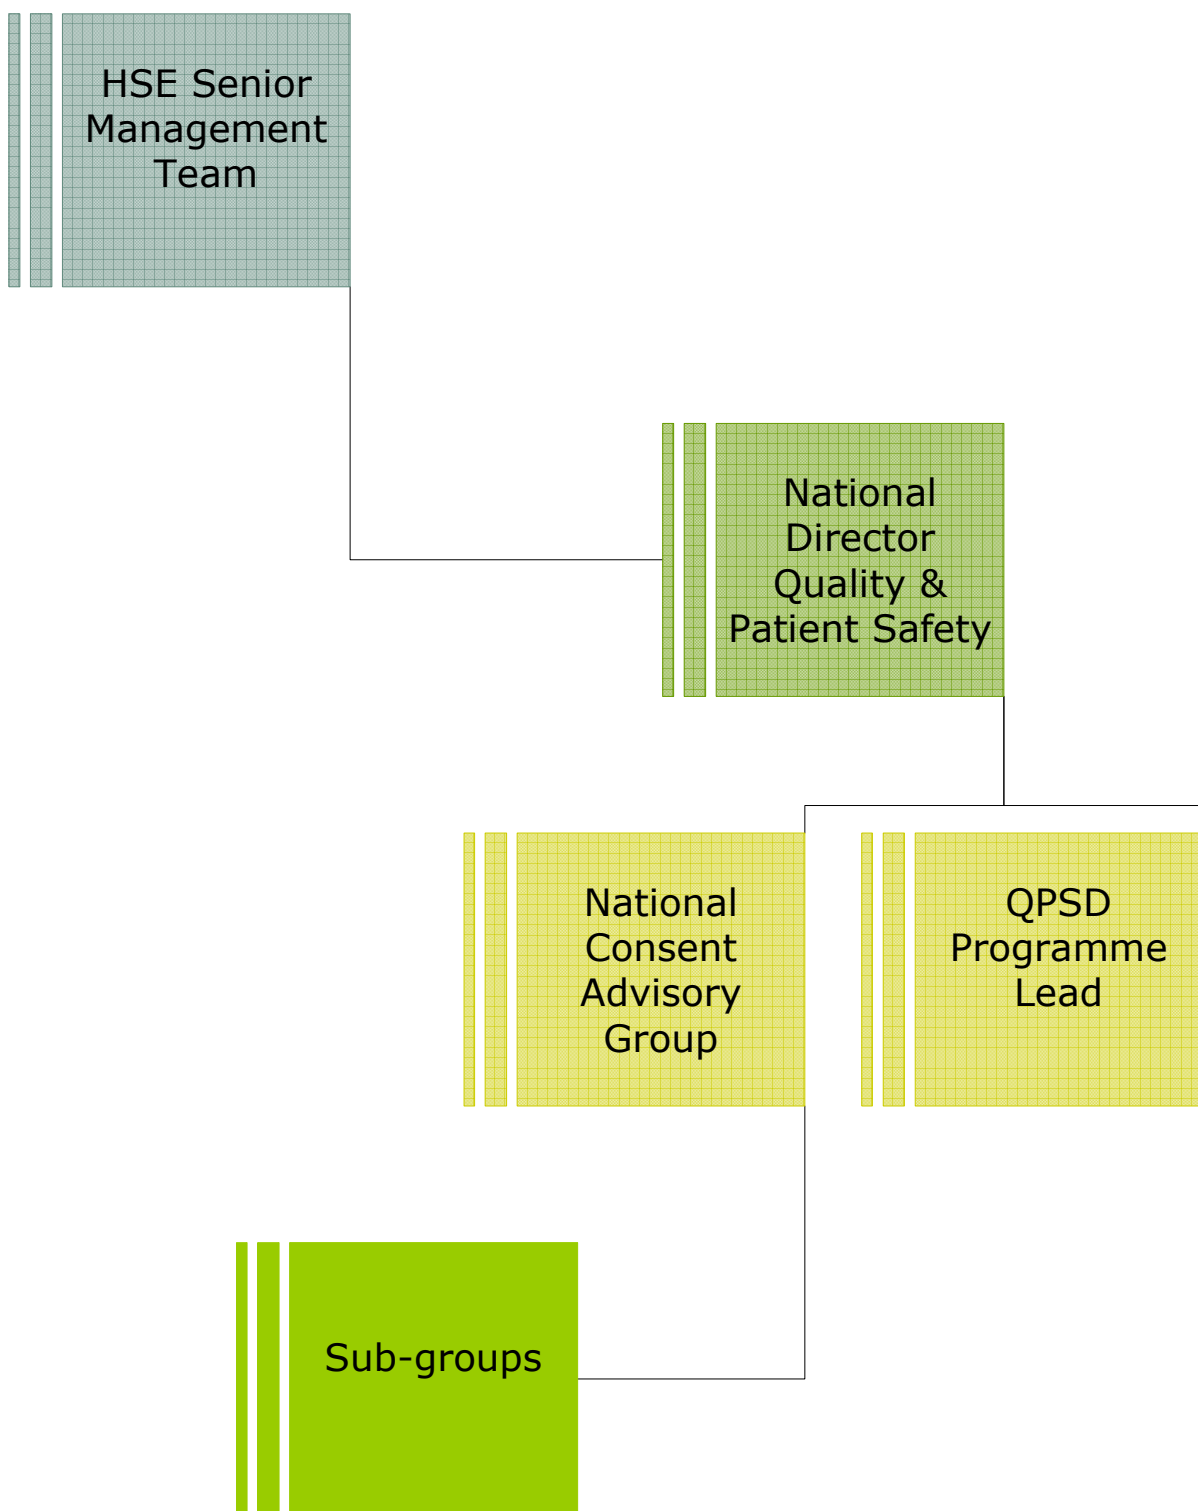 HSE Senior
Management
Team
National
Director
Quality &
Patient Safety
National
Consent
Advisory
Group
QPSD
Programme
Lead
Sub-groups